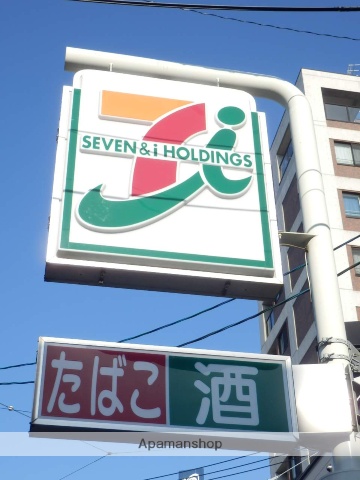 SEVEN & i HOLDINGS
たばこ 酒
Apamanshop